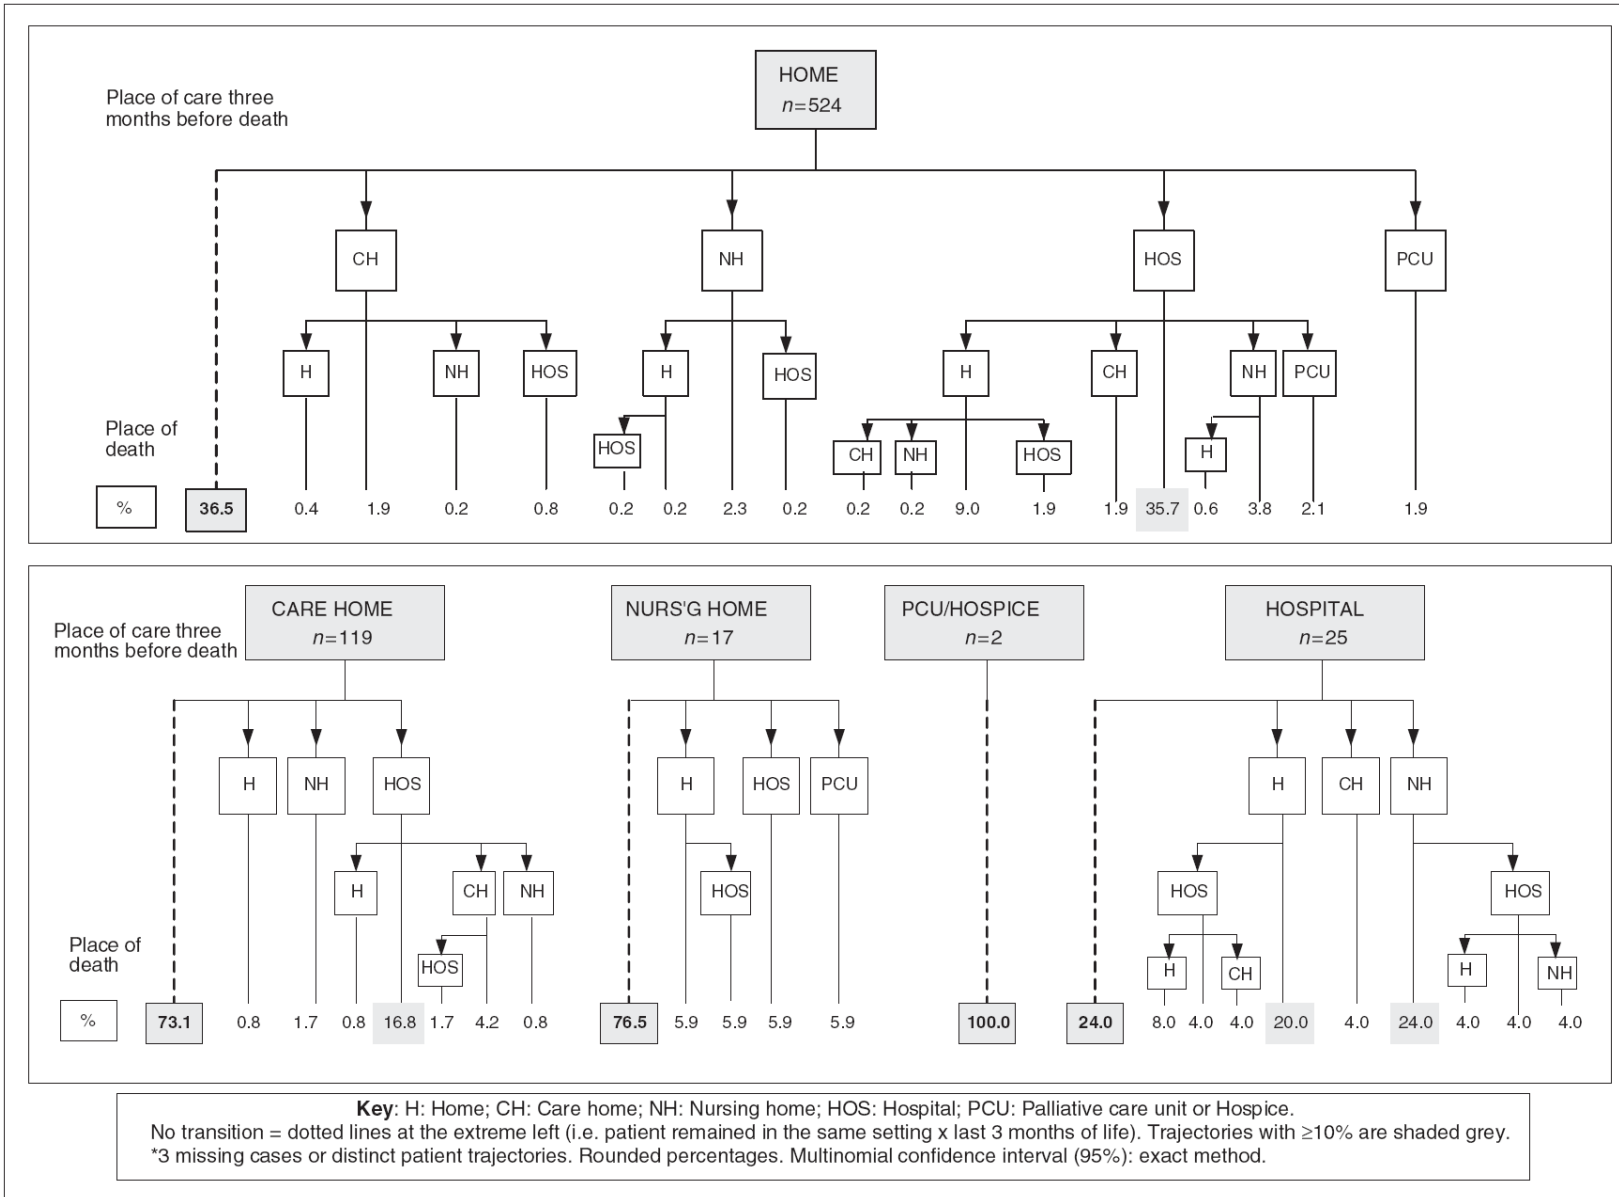 HOME
n=524
Place of care three
months before death
CH
NH
HOS
PCU
H
NH
HOS
H
HOS
H
CH
NH
PCU
HOS
CH
NH
HOS
H
Place of
death
%
36.5
0.4
1.9
0.2
0.8
0.2
0.2
2.3
0.2
0.2
0.2
9.0
1.9
1.9
35.7
0.6
3.8
2.1
1.9
CARE HOME
n=119
NURS'G HOME
n=17
PCU/HOSPICE
n=2
HOSPITAL
n=25
Place of care three
months before death
H
NH
HOS
H
HOS
PCU
H
CH
NH
H
CH
NH
HOS
HOS
HOS
HOS
H
CH
H
NH
Place of
death
%
73.1
0.8
1.7
0.8
16.8
1.7
4.2
0.8
76.5
5.9
5.9
5.9
5.9
100.0
24.0
8.0
4.0
4.0
20.0
4.0
24.0
4.0
4.0
4.0
Key: H: Home; CH: Care home; NH: Nursing home; HOS: Hospital; PCU: Palliative care unit or Hospice.
No transition = dotted lines at the extreme left (i.e. patient remained in the same setting x last 3 months of life). Trajectories with ≥10% are shaded grey.
*3 missing cases or distinct patient trajectories. Rounded percentages. Multinomial confidence interval (95%): exact method.